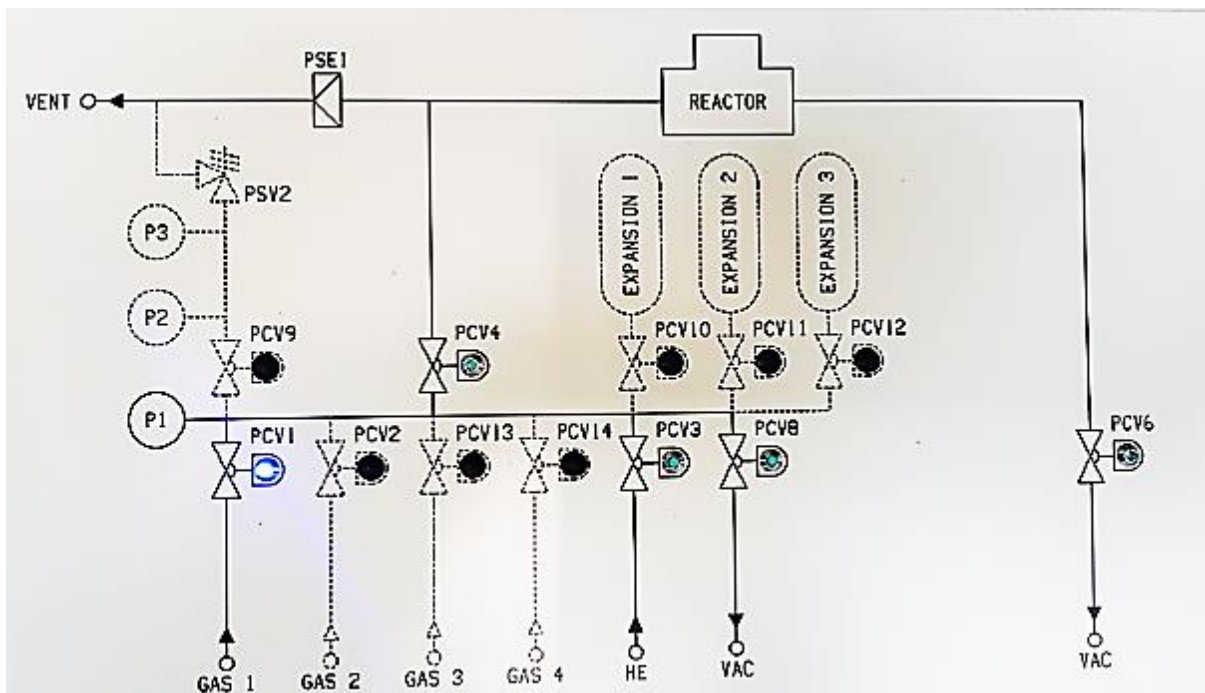 PSE1
VENT
REACTOR
PSV2
EXPANSION 1
EXPANSION 2
EXPANSION 3
P3
P2
PCV9
PCV4
PCV10
PCV11
PCV12
P1
PCV1
PCV2
PCV13
PCV14
PCV3
PCV8
PCV6
GAS 1
GAS 2
GAS 3
GAS 4
HE
VAC
VAC